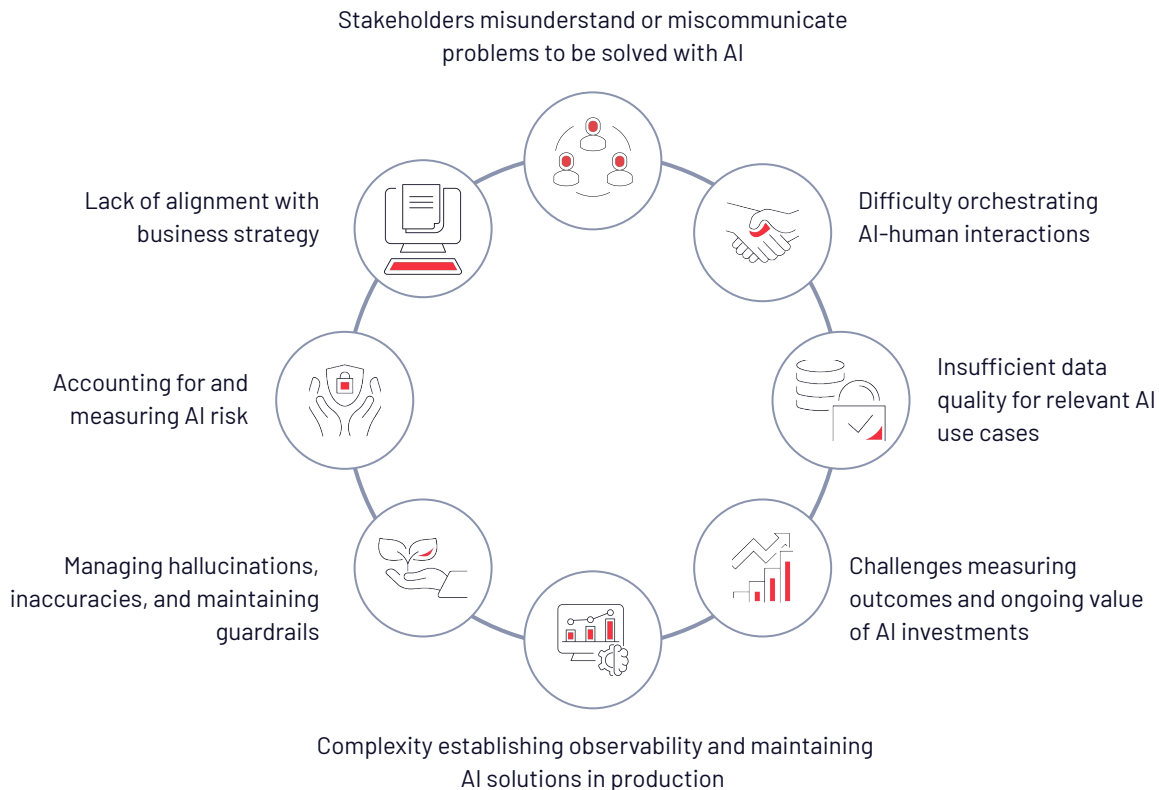 Stakeholders misunderstand or miscommunicate
problems to be solved with AI
Difficulty orchestrating
AI-human interactions
Insufficient data
quality for relevant AI
use cases
Challenges measuring
outcomes and ongoing value
of AI investments
Complexity establishing observability and maintaining
AI solutions in production
Managing hallucinations,
inaccuracies, and maintaining
guardrails
Accounting for and
measuring AI risk
Lack of alignment with
business strategy